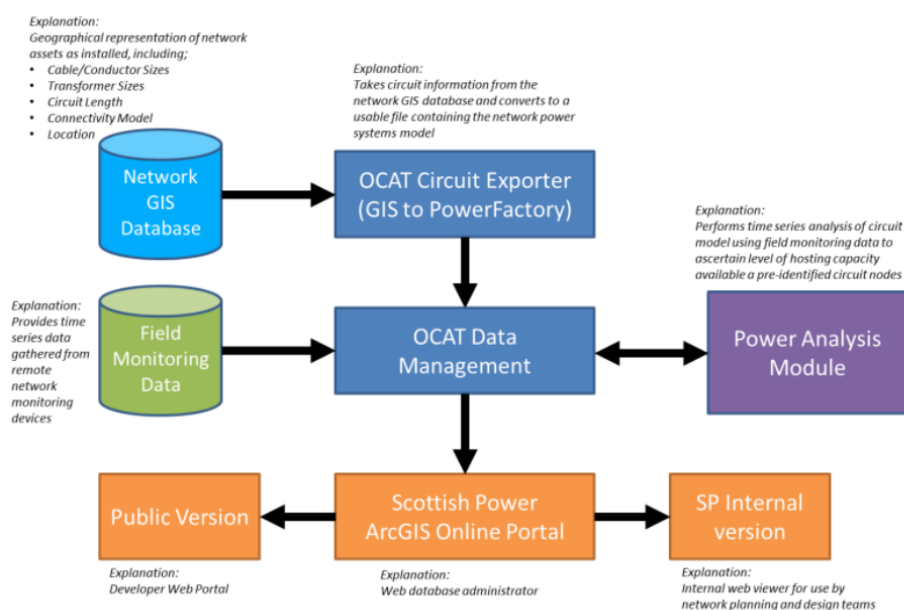 Explanation:
Geographical representation of network
assets as installed, including;
• Cable/Conductor Sizes
• Transformer Sizes
• Circuit Length
• Connectivity Model
• Location
Explanation:
Takes circuit information from the
network GIS database and converts to a
usable file containing the network power
systems model
Network
GIS
Database
OCAT Circuit Exporter
(GIS to PowerFactory)
Explanation:
Performs time series analysis of circuit
model using field monitoring data to
ascertain level of hosting capacity
available a pre-identified circuit nodes
Explanation:
Provides time
series data
gathered from
remote
network
monitoring
devices
Field
Monitoring
Data
OCAT Data
Management
Power Analysis
Module
Public Version
Scottish Power
ArcGIS Online Portal
SP Internal
version
Explanation:
Developer Web Portal
Explanation:
Web database administrator
Explanation:
Internal web viewer for use by
network planning and design teams